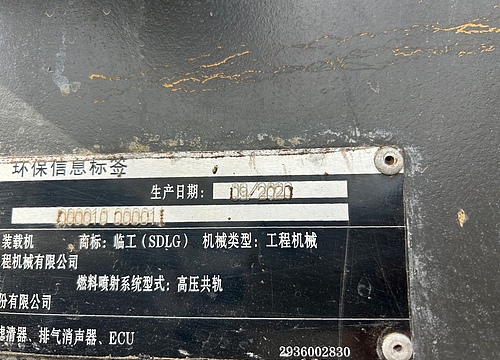 环保信息标签
生产日期: 08/2020
000010 00001
装载机 商标: 临工(SDLG) 机械类型: 工程机械
程机械有限公司
燃料喷射系统型式: 高压共轨
份有限公司
滤清器、排气消声器、ECU
2936002830